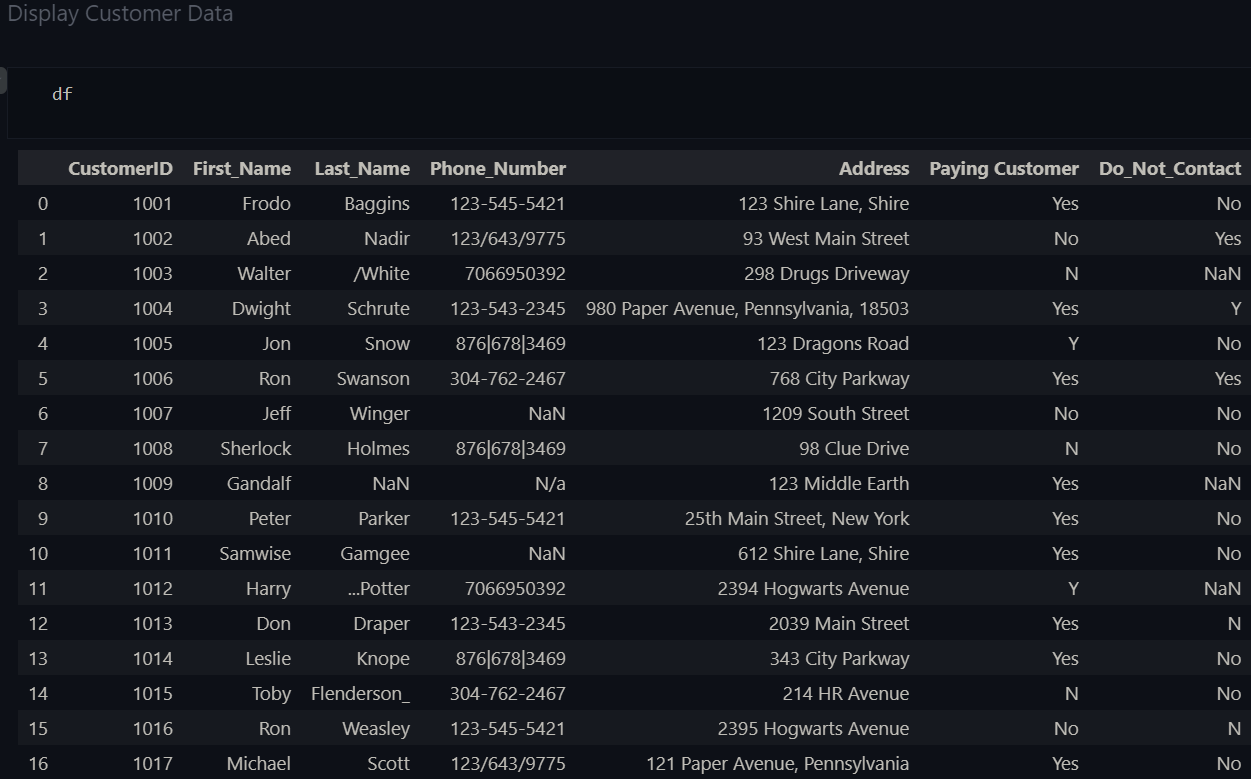 Display Customer Data
df
CustomerID First_Name Last_Name Phone_Number Address Paying Customer Do_Not_Contact
0 1001 Frodo Baggins 123-545-5421 123 Shire Lane, Shire Yes No
1 1002 Abed Nadir 123/643/9775 93 West Main Street No Yes
2 1003 Walter /White 7066950392 298 Drugs Driveway N NaN
3 1004 Dwight Schrute 123-543-2345 980 Paper Avenue, Pennsylvania, 18503 Yes Y
4 1005 Jon Snow 876|678|3469 123 Dragons Road Y No
5 1006 Ron Swanson 304-762-2467 768 City Parkway Yes Yes
6 1007 Jeff Winger NaN 1209 South Street No No
7 1008 Sherlock Holmes 876|678|3469 98 Clue Drive N No
8 1009 Gandalf NaN N/a 123 Middle Earth Yes NaN
9 1010 Peter Parker 123-545-5421 25th Main Street, New York Yes No
10 1011 Samwise Gamgee NaN 612 Shire Lane, Shire Yes No
11 1012 Harry ...Potter 7066950392 2394 Hogwarts Avenue Y NaN
12 1013 Don Draper 123-543-2345 2039 Main Street Yes N
13 1014 Leslie Knope 876|678|3469 343 City Parkway Yes No
14 1015 Toby Flenderson_ 304-762-2467 214 HR Avenue N No
15 1016 Ron Weasley 123-545-5421 2395 Hogwarts Avenue No N
16 1017 Michael Scott 123/643/9775 121 Paper Avenue, Pennsylvania Yes No